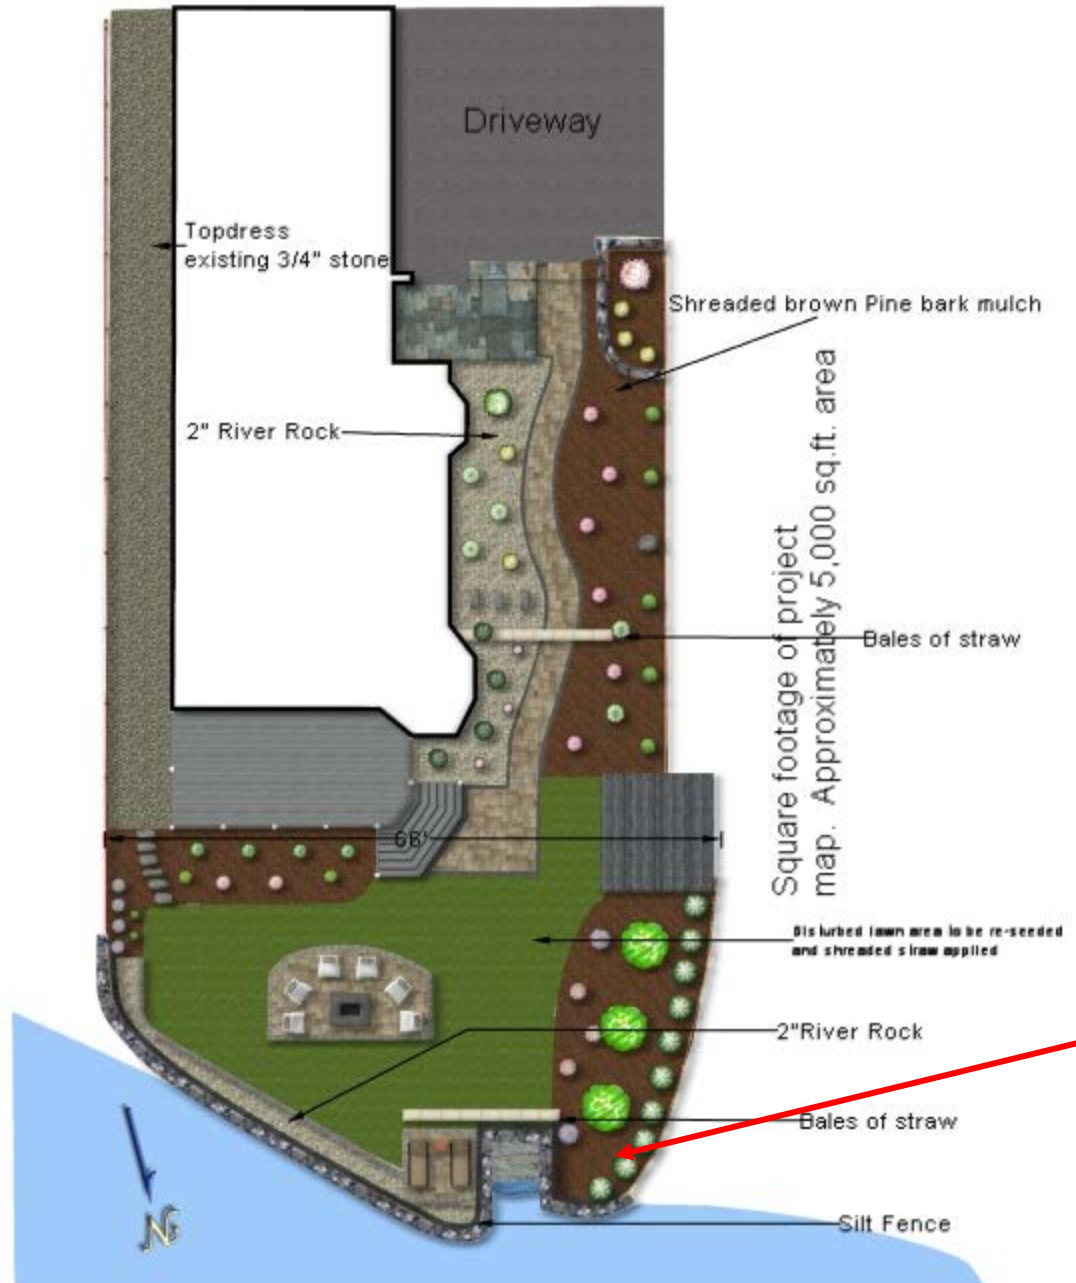 Driveway
Topdress
existing 3/4" stone
Shreaded brown Pine bark mulch
2" River Rock
Square footage of project
map. Approximately 5,000 sq.ft. area
Bales of straw
66'
Disturbed lawn area to be re-seeded
and shreaded straw applied
2"River Rock
Bales of straw
N
Silt Fence